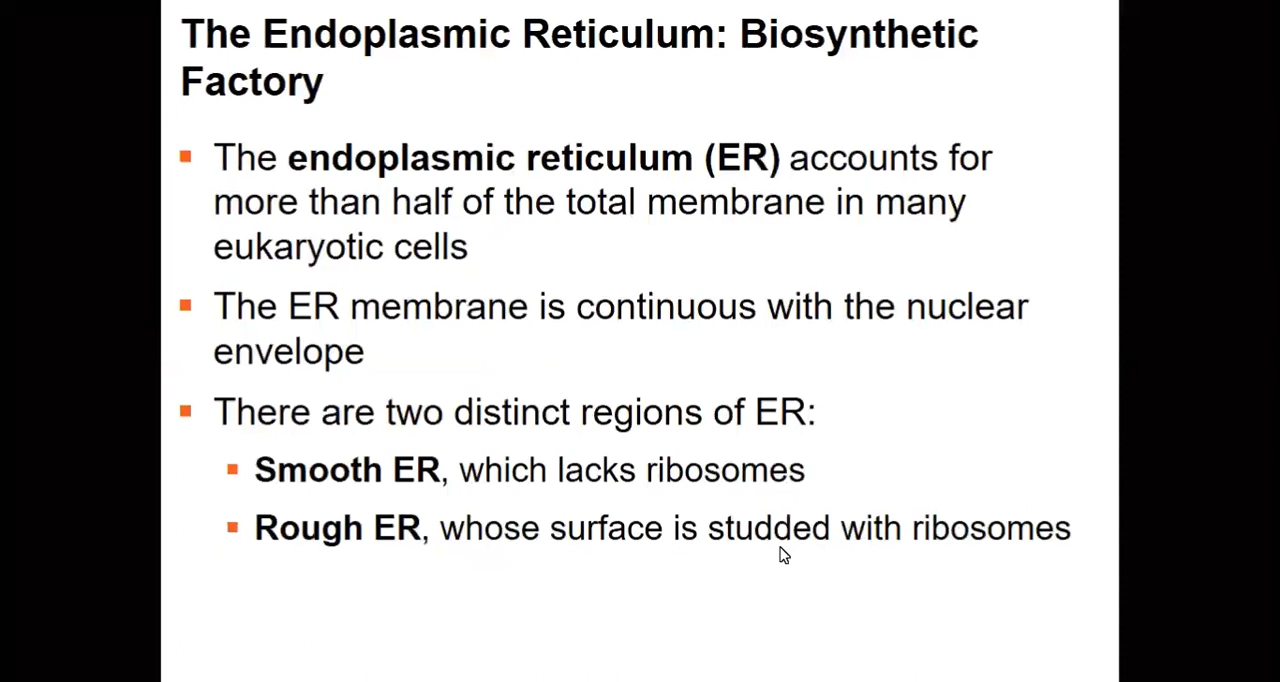 The Endoplasmic Reticulum: Biosynthetic
Factory
The endoplasmic reticulum (ER) accounts for
more than half of the total membrane in many
eukaryotic cells
The ER membrane is continuous with the nuclear
envelope
There are two distinct regions of ER:
Smooth ER, which lacks ribosomes
Rough ER, whose surface is studded with ribosomes